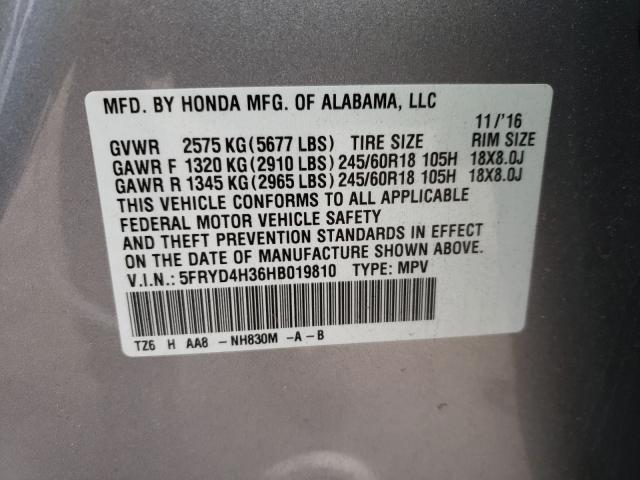 MFD. BY HONDA MFG. OF ALABAMA, LLC
11/'16
GVWR 2575 KG (5677 LBS) TIRE SIZE RIM SIZE
GAWR F 1320 KG (2910 LBS) 245/60R18 105H 18X8.0J
GAWR R 1345 KG (2965 LBS) 245/60R18 105H 18X8.0J
THIS VEHICLE CONFORMS TO ALL APPLICABLE
FEDERAL MOTOR VEHICLE SAFETY
AND THEFT PREVENTION STANDARDS IN EFFECT
ON THE DATE OF MANUFACTURE SHOWN ABOVE.
V.I.N.: 5FRYD4H36HB019810 TYPE: MPV
TZ6 H AA8 - NH830M -A - B